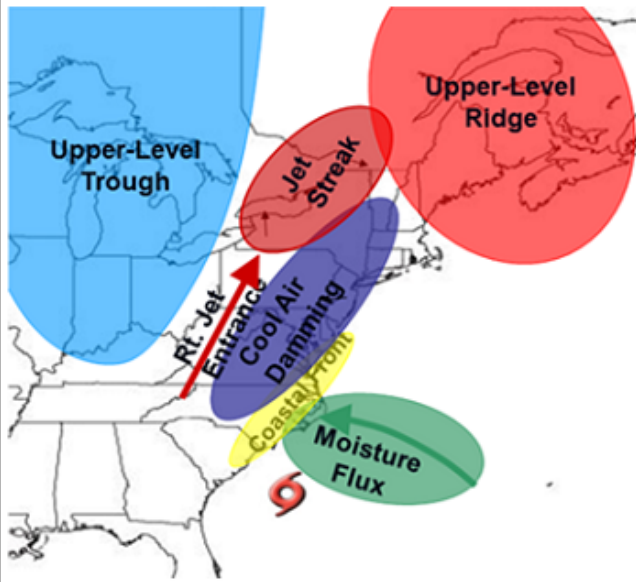 Upper-Level
Trough
Upper-Level
Ridge
Jet
Streak
Rt. Jet
Entrance
Cool Air
Damming
Coastal Front
Moisture
Flux